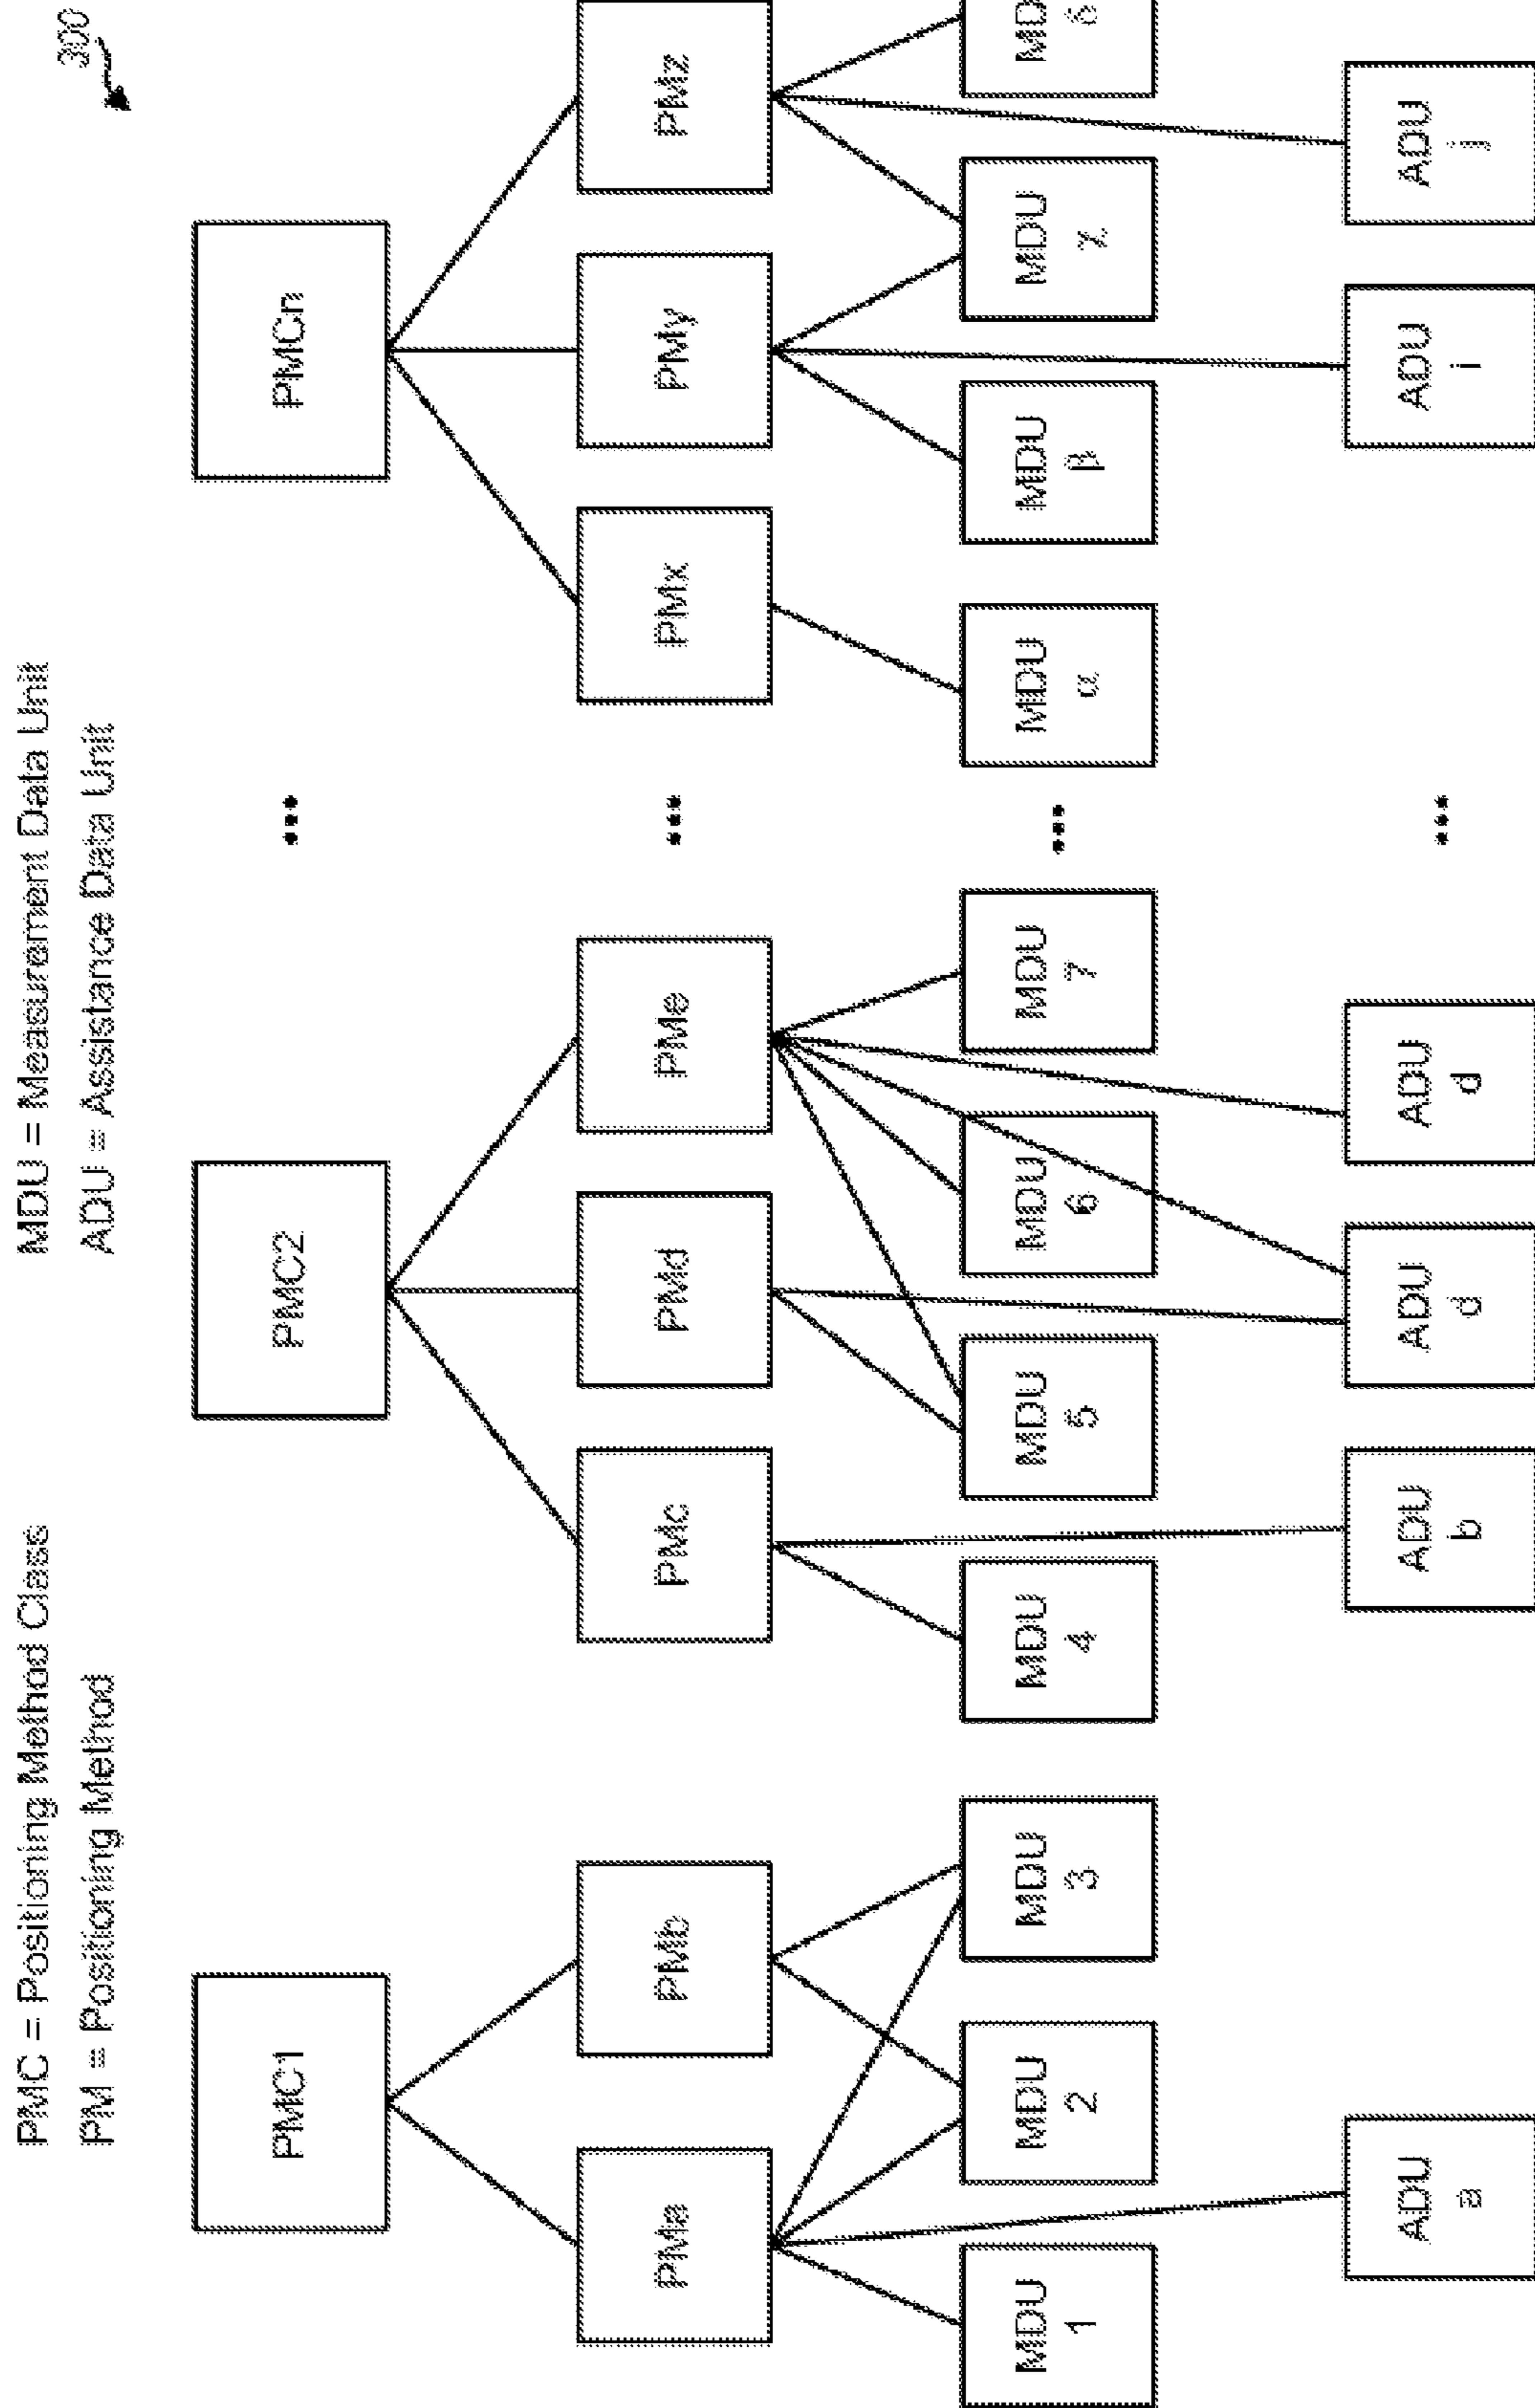 300
PMC = Positioning Method Class
MDU = Measurement Data Unit
PM = Positioning Method
ADU = Assistance Data Unit
PMC1
PMC2
•••
PMCn
PMa
PMb
PMc
PMd
PMe
•••
PMx
PMy
PMz
MDU
1
MDU
2
MDU
3
MDU
4
MDU
5
MDU
6
MDU
7
•••
MDU
α
MDU
β
MDU
χ
MD
δ
ADU
a
ADU
b
ADU
d
ADU
d
•••
ADU
i
ADU
j